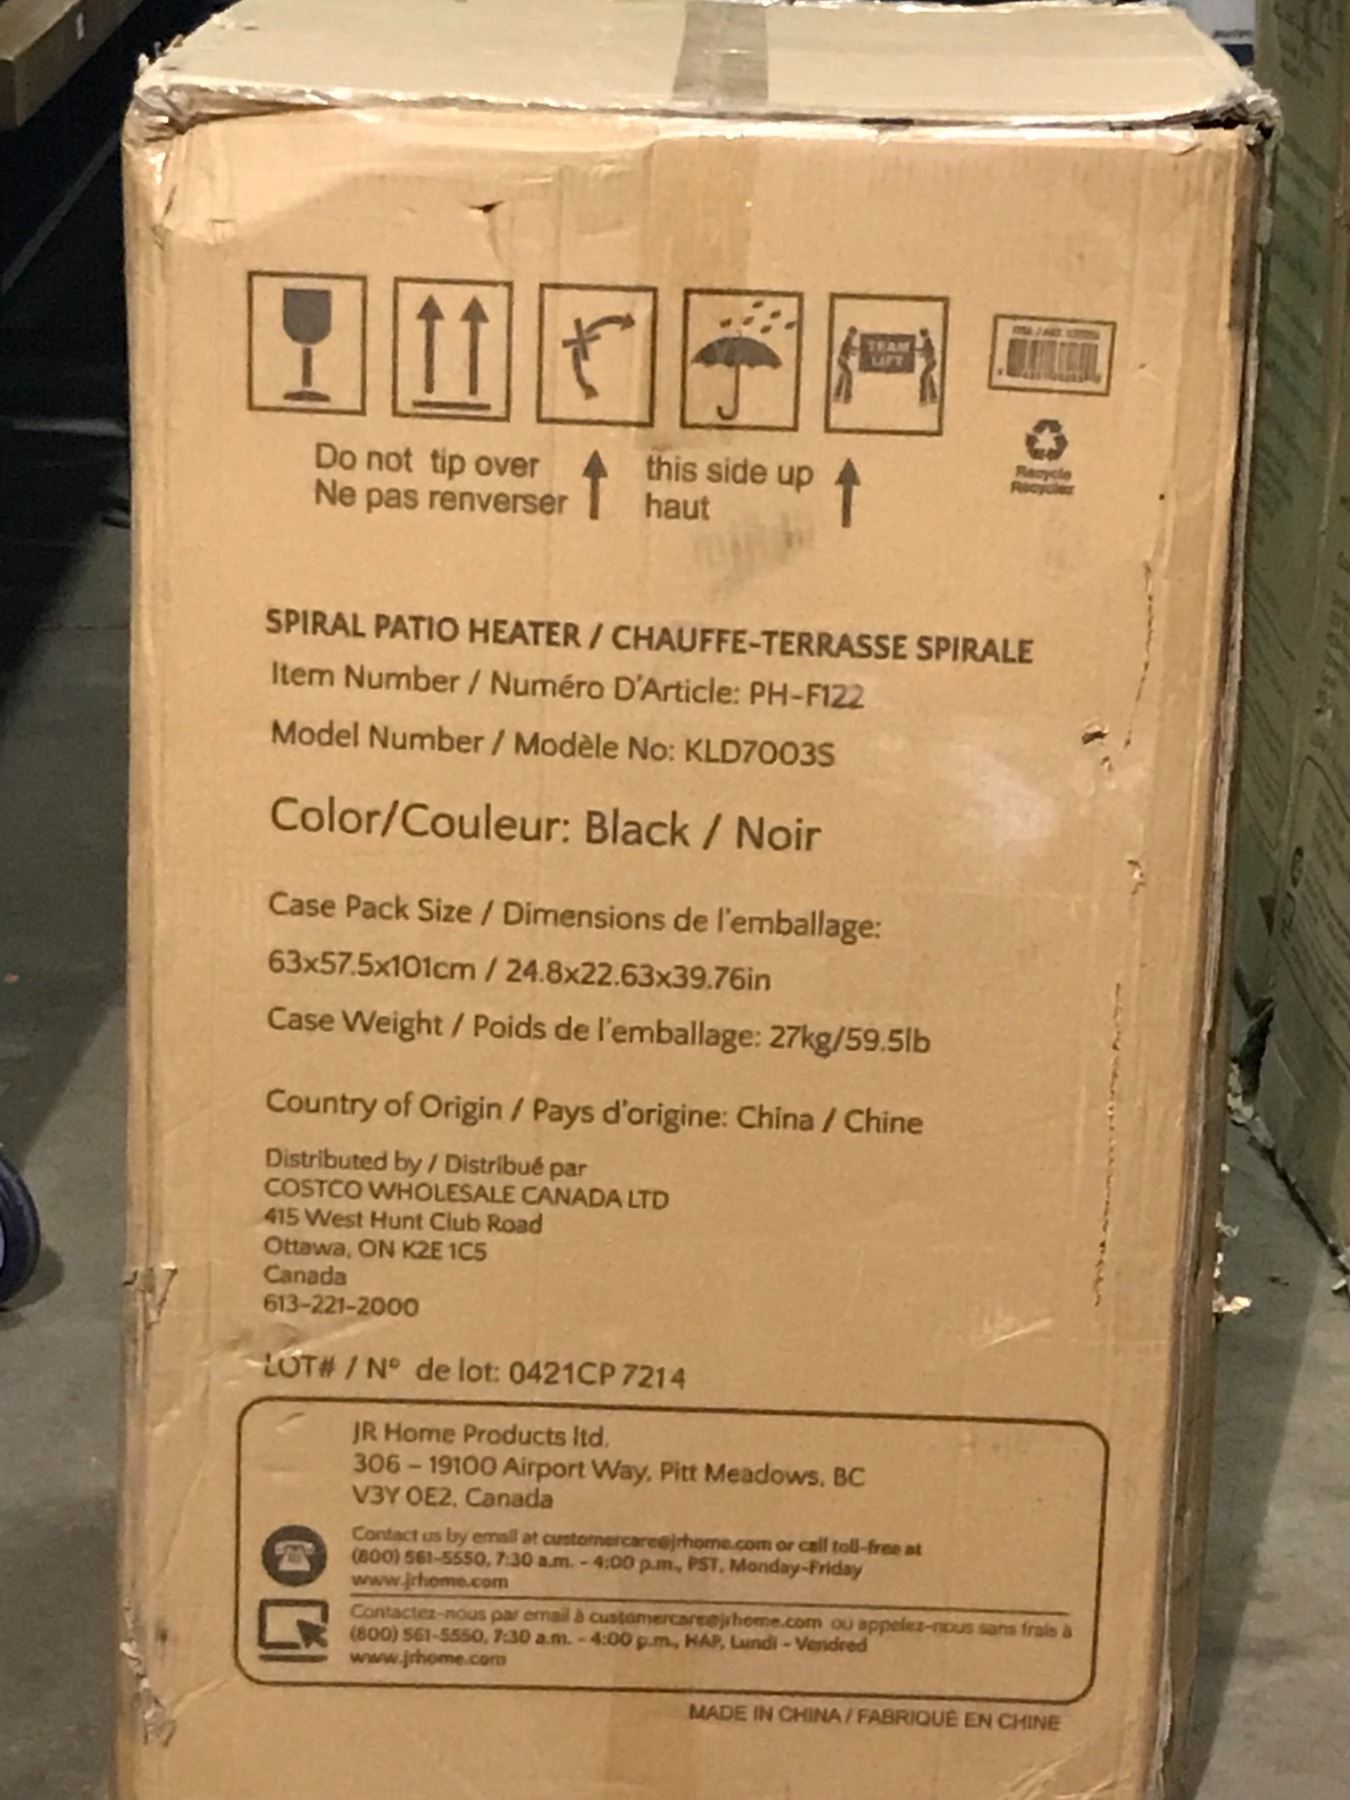 TEAM
LIFT
Do not tip over
Ne pas renverser
this side up
haut
Recycle
Recycler
SPIRAL PATIO HEATER / CHAUFFE-TERRASSE SPIRALE
Item Number / Numéro D'Article: PH-F122
Model Number / Modèle No: KLD7003S
Color/Couleur: Black / Noir
Case Pack Size / Dimensions de l'emballage:
63x57.5x101cm / 24.8x22.63x39.76in
Case Weight / Poids de l'emballage: 27kg/59.5lb
Country of Origin / Pays d'origine: China / Chine
Distributed by / Distribué par
COSTCO WHOLESALE CANADA LTD
415 West Hunt Club Road
Ottawa, ON K2E 1C5
Canada
613-221-2000
LOT# / Nº de lot: 0421CP 7214
JR Home Products ltd.
306 – 19100 Airport Way, Pitt Meadows, BC
V3Y 0E2, Canada
Contact us by email at customercare@jrhome.com or call toll-free at
(800) 561-5550, 7:30 a.m. - 4:00 p.m., PST, Monday-Friday
www.jrhome.com
Contactez-nous par email à customercare@jrhome.com ou appelez-nous sans frais à
(800) 561-5550, 7:30 a.m. - 4:00 p.m., HAP, Lundi - Vendred
www.jrhome.com
MADE IN CHINA / FABRIQUÉ EN CHINE